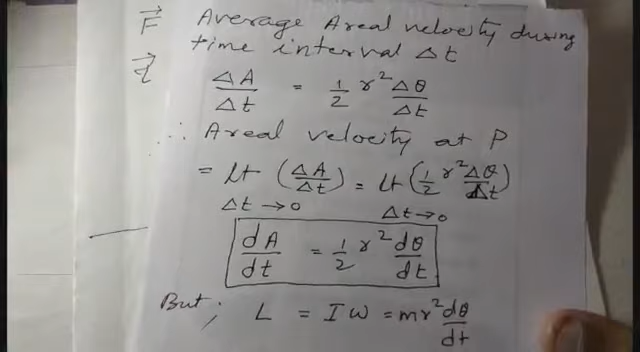 F⃗ Average Areal velocity during
time interval Δt
τ⃗
ΔA/Δt = 1/2 r² Δθ/Δt
∴ Areal velocity at P
= Lt (ΔA/Δt) = Lt (1/2 r² Δθ/Δt)
Δt→0 Δt→0
dA/dt = 1/2 r² dθ/dt
But; L = Iω = mr² dθ/dt